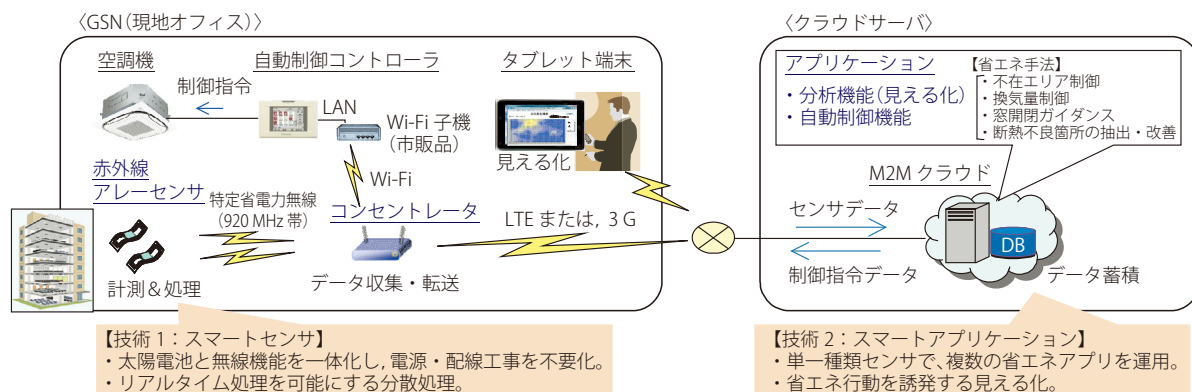 〈GSN(現地オフィス)〉
空調機
制御指令
自動制御コントローラ
LAN
Wi-Fi 子機
(市販品)
タブレット端末
見える化
赤外線
アレーセンサ
特定省電力無線
(920 MHz 帯)
Wi-Fi
コンセントレータ
LTE または, 3 G
計測&処理
データ収集・転送
【技術 1:スマートセンサ】
・太陽電池と無線機能を一体化し, 電源・配線工事を不要化。
・リアルタイム処理を可能にする分散処理。
〈クラウドサーバ〉
アプリケーション
・分析機能(見える化)
・自動制御機能
【省エネ手法】
・不在エリア制御
・換気量制御
・窓開閉ガイダンス
・断熱不良箇所の抽出・改善
M2M クラウド
センサデータ
制御指令データ
DB
データ蓄積
【技術 2:スマートアプリケーション】
・単一種類センサで、複数の省エネアプリを運用。
・省エネ行動を誘発する見える化。